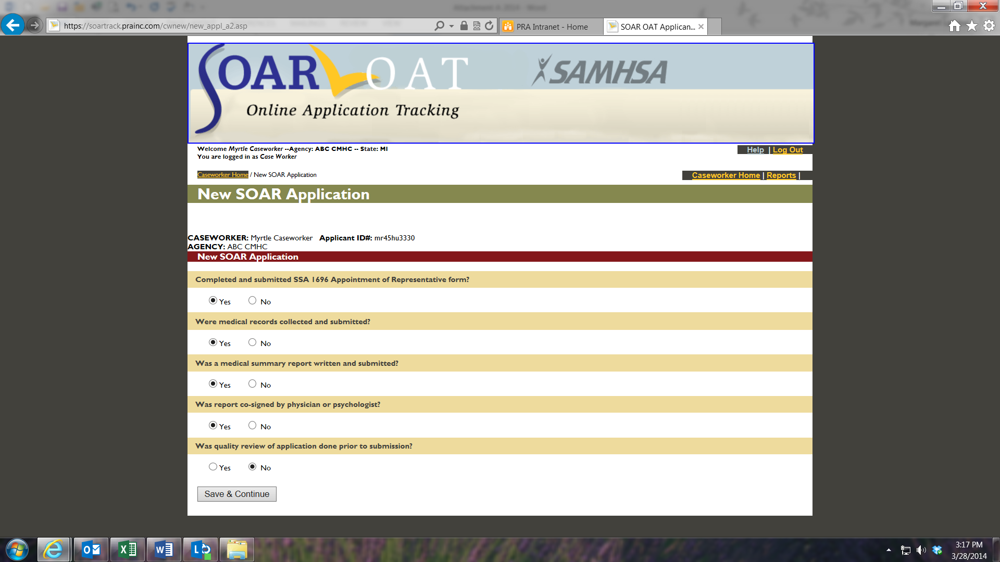 Attachment A 2014 - Word
https://soartrack.prainc.com/cwnew/new_appl_a2.asp
PRA Intranet - Home
SOAR OAT Applican...
SOAR OAT
SAMHSA
Online Application Tracking
Welcome Myrtle Caseworker --Agency: ABC CMHC -- State: MI
Help | Log Out
You are logged in as Case Worker
Caseworker Home / New SOAR Application
Caseworker Home | Reports |
New SOAR Application
CASEWORKER: Myrtle Caseworker Applicant ID#: mr45hu3330
AGENCY: ABC CMHC
New SOAR Application
Completed and submitted SSA 1696 Appointment of Representative form?
Yes No
Were medical records collected and submitted?
Yes No
Was a medical summary report written and submitted?
Yes No
Was report co-signed by physician or psychologist?
Yes No
Was quality review of application done prior to submission?
Yes No
Save & Continue
3:17 PM
3/28/2014